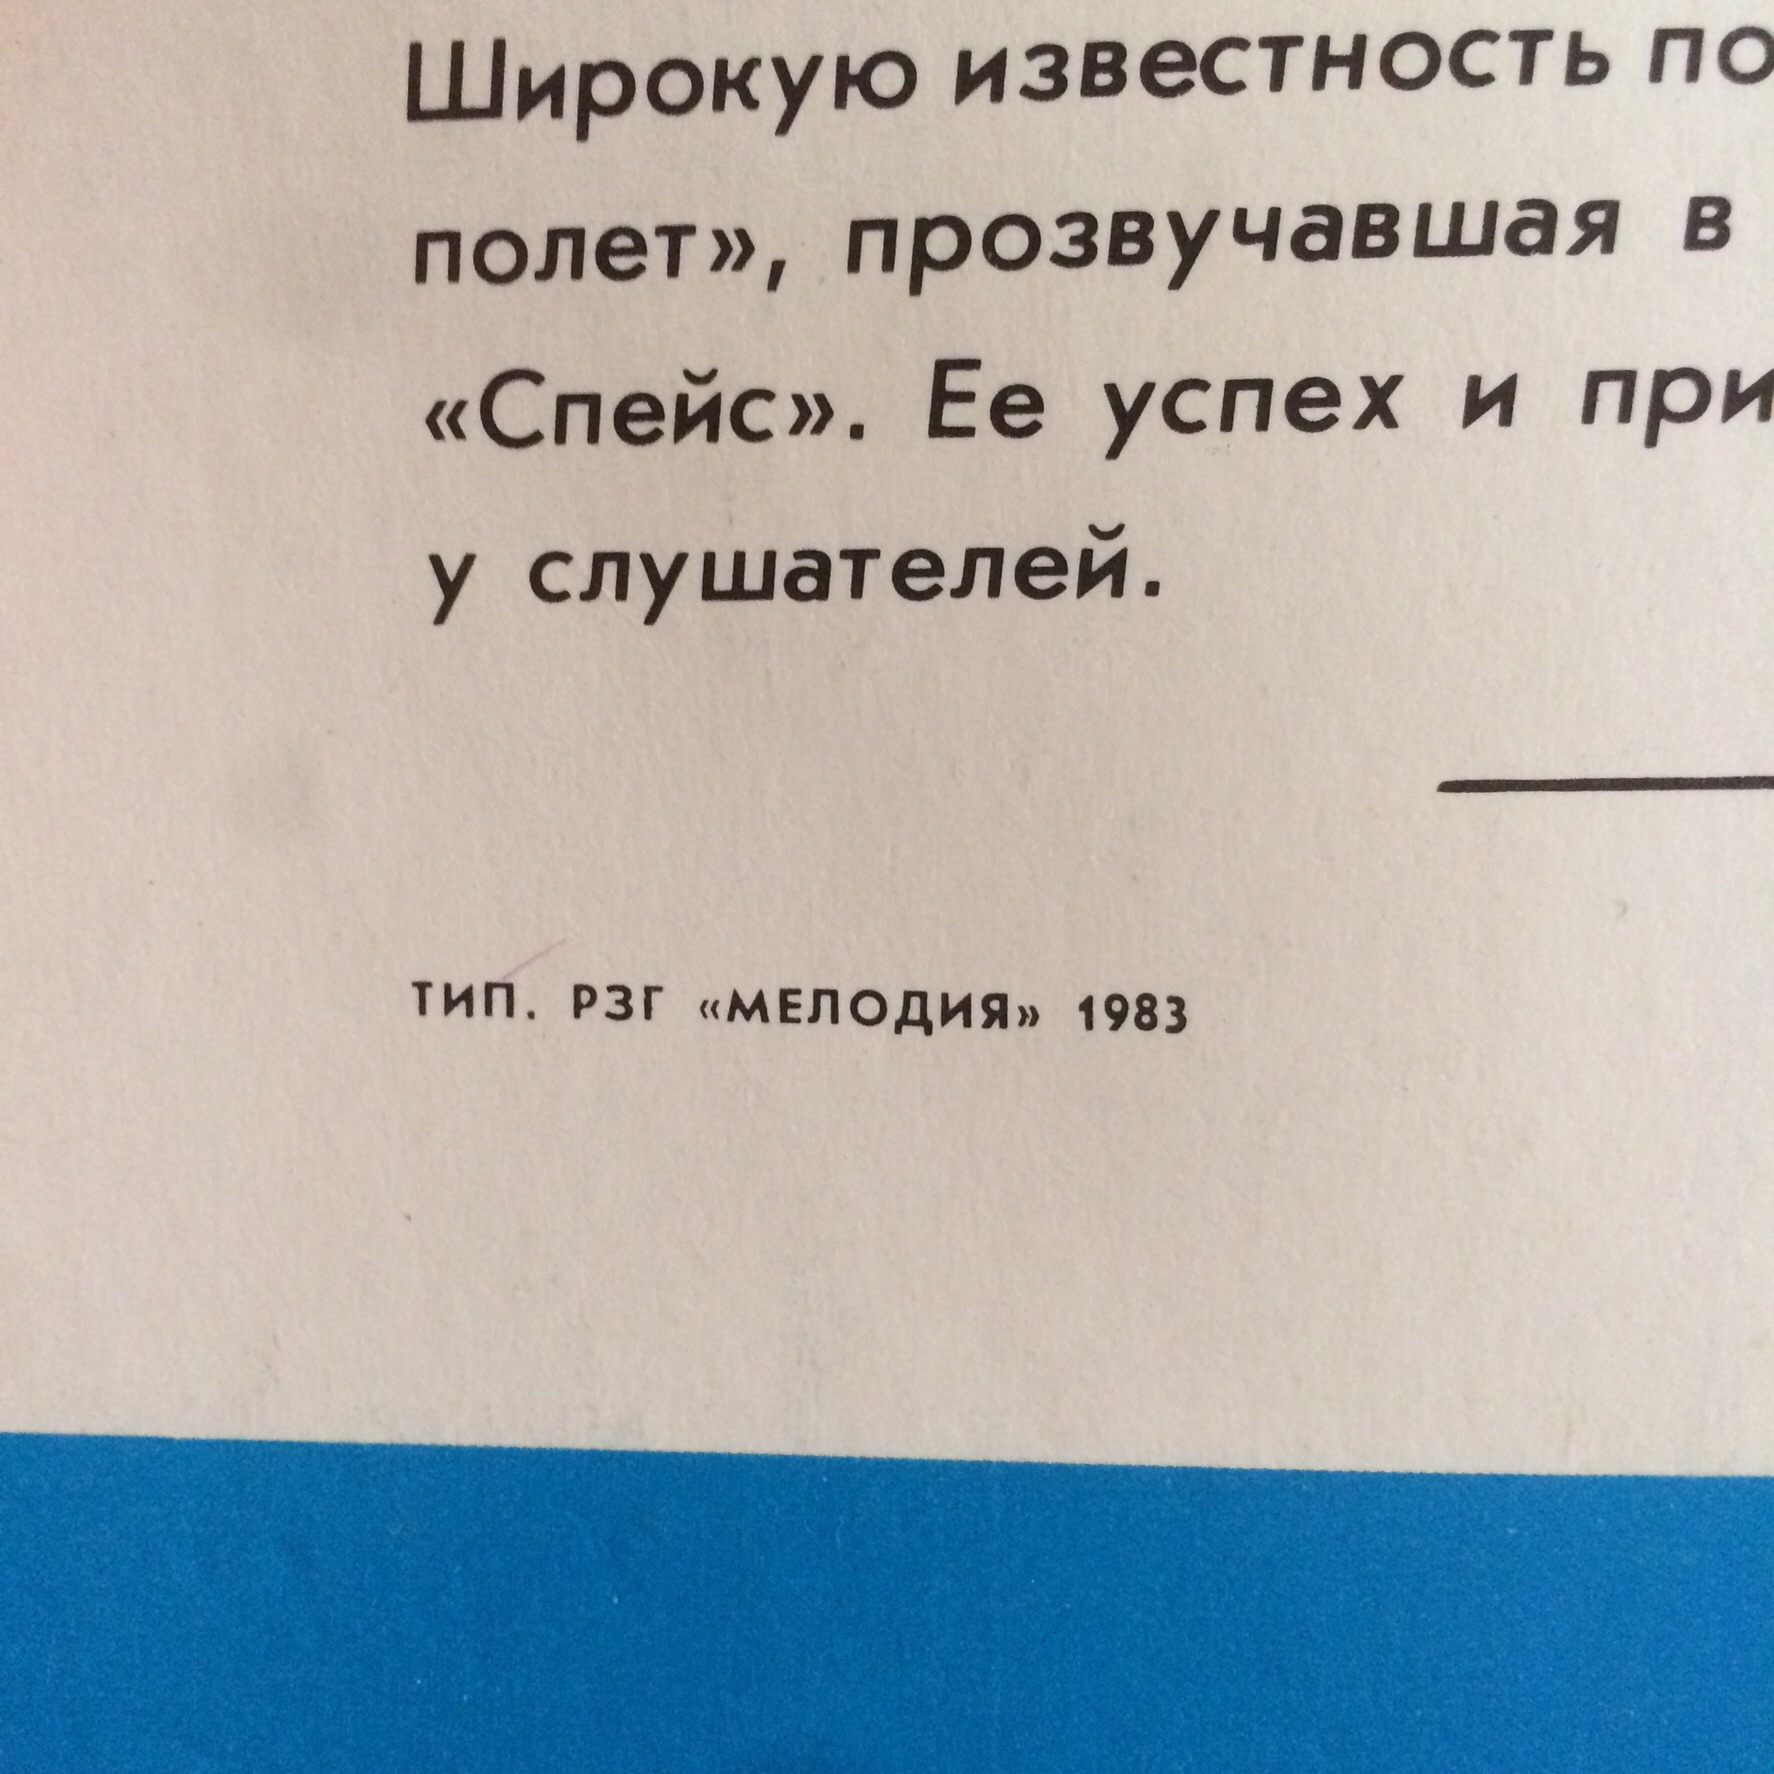 Широкую известность по
полет», прозвучавшая в
«Спейс». Ее успех и при
у слушателей.
ТИП. РЗГ «МЕЛОДИЯ» 1983